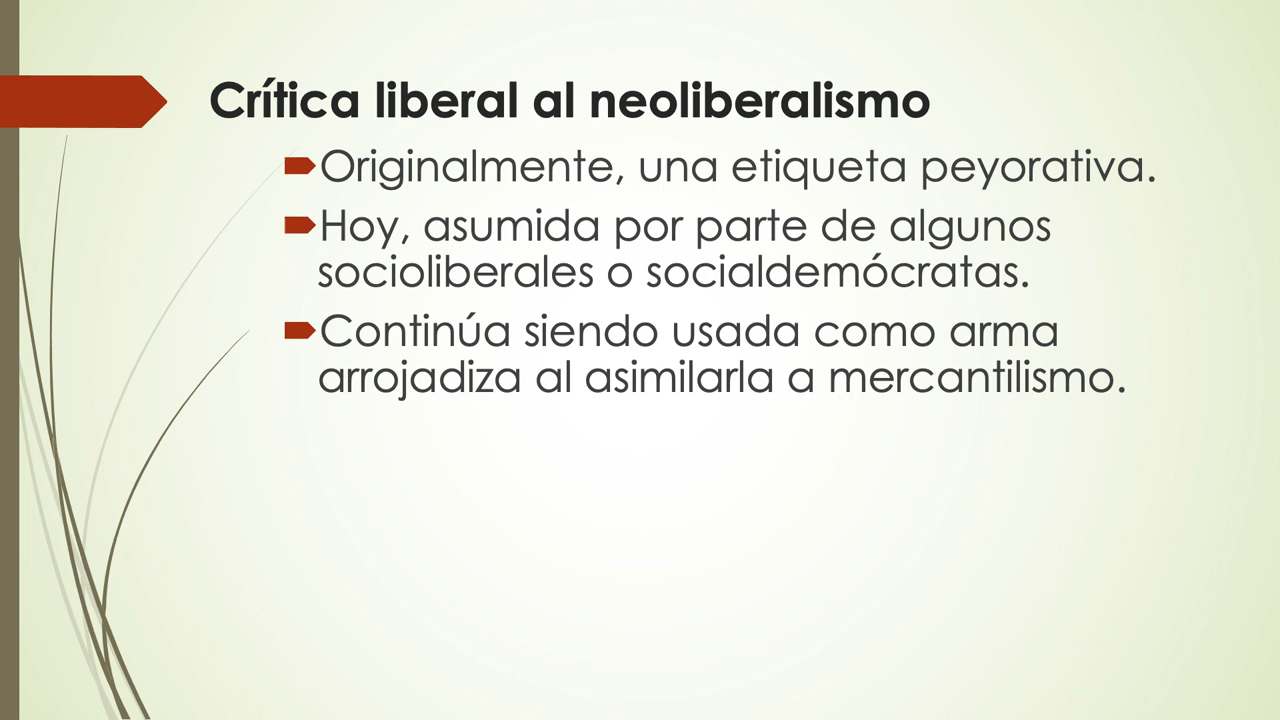 Crítica liberal al neoliberalismo
Originalmente, una etiqueta peyorativa.
Hoy, asumida por parte de algunos
socioliberales o socialdemócratas.
Continúa siendo usada como arma
arrojadiza al asimilarla a mercantilismo.